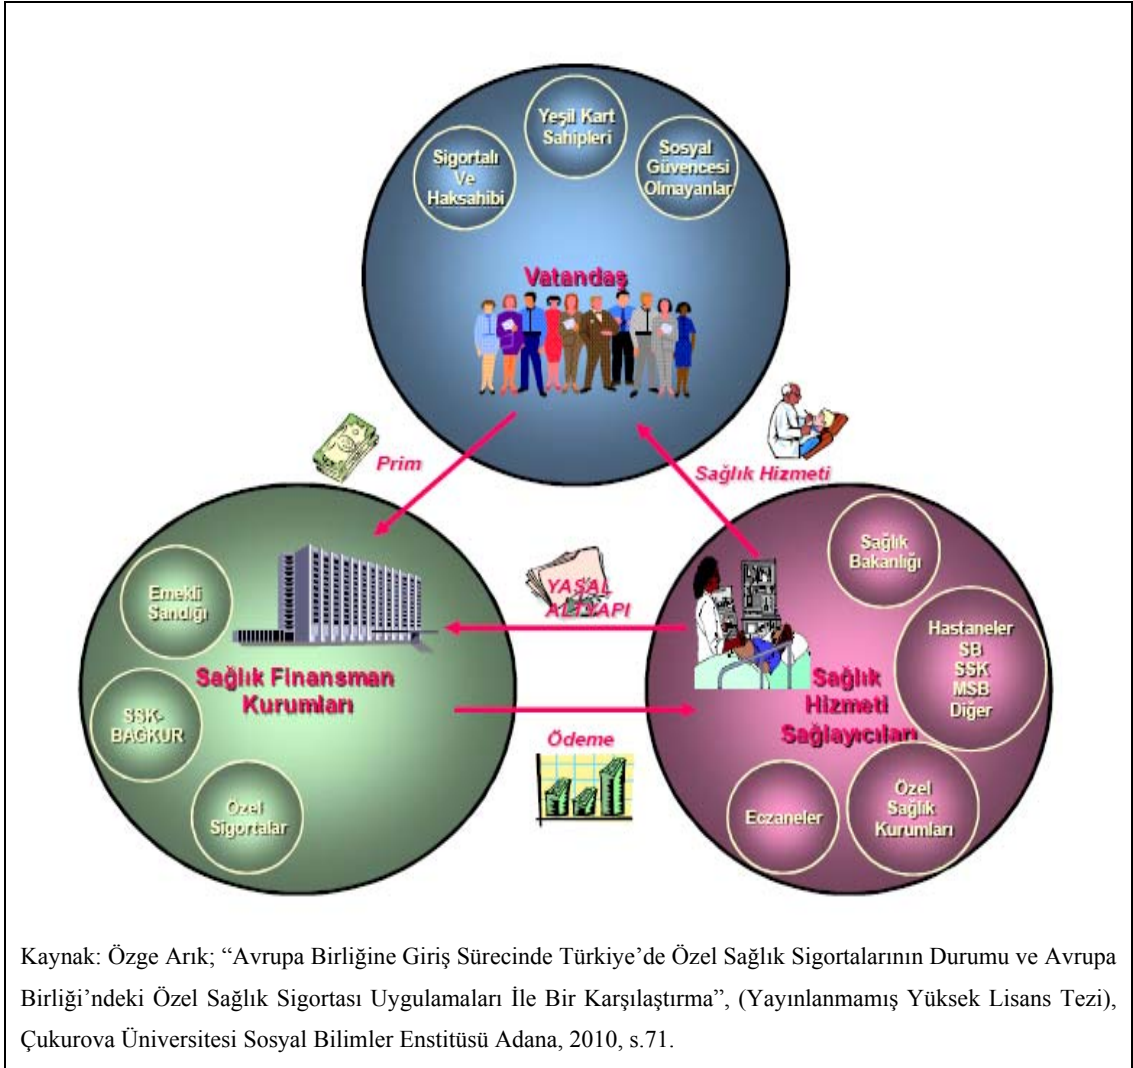 Yeşil Kart
Sahipleri
Sigortalı
Ve
Haksahibi
Sosyal
Güvencesi
Olmayanlar
Vatandaş
Prim
Sağlık Hizmeti
Emekli
Sandığı
Sağlık Finansman
Kurumları
SSK-
BAĞKUR
Özel
Sigortalar
YASAL
ALTYAPI
Ödeme
Sağlık
Bakanlığı
Hastaneler
SB
SSK
MSB
Diğer
Sağlık
Hizmeti
Sağlayıcıları
Eczaneler
Özel
Sağlık
Kurumları
Kaynak: Özge Arık; “Avrupa Birliğine Giriş Sürecinde Türkiye’de Özel Sağlık Sigortalarının Durumu ve Avrupa
Birliği’ndeki Özel Sağlık Sigortası Uygulamaları İle Bir Karşılaştırma”, (Yayınlanmamış Yüksek Lisans Tezi),
Çukurova Üniversitesi Sosyal Bilimler Enstitüsü Adana, 2010, s.71.